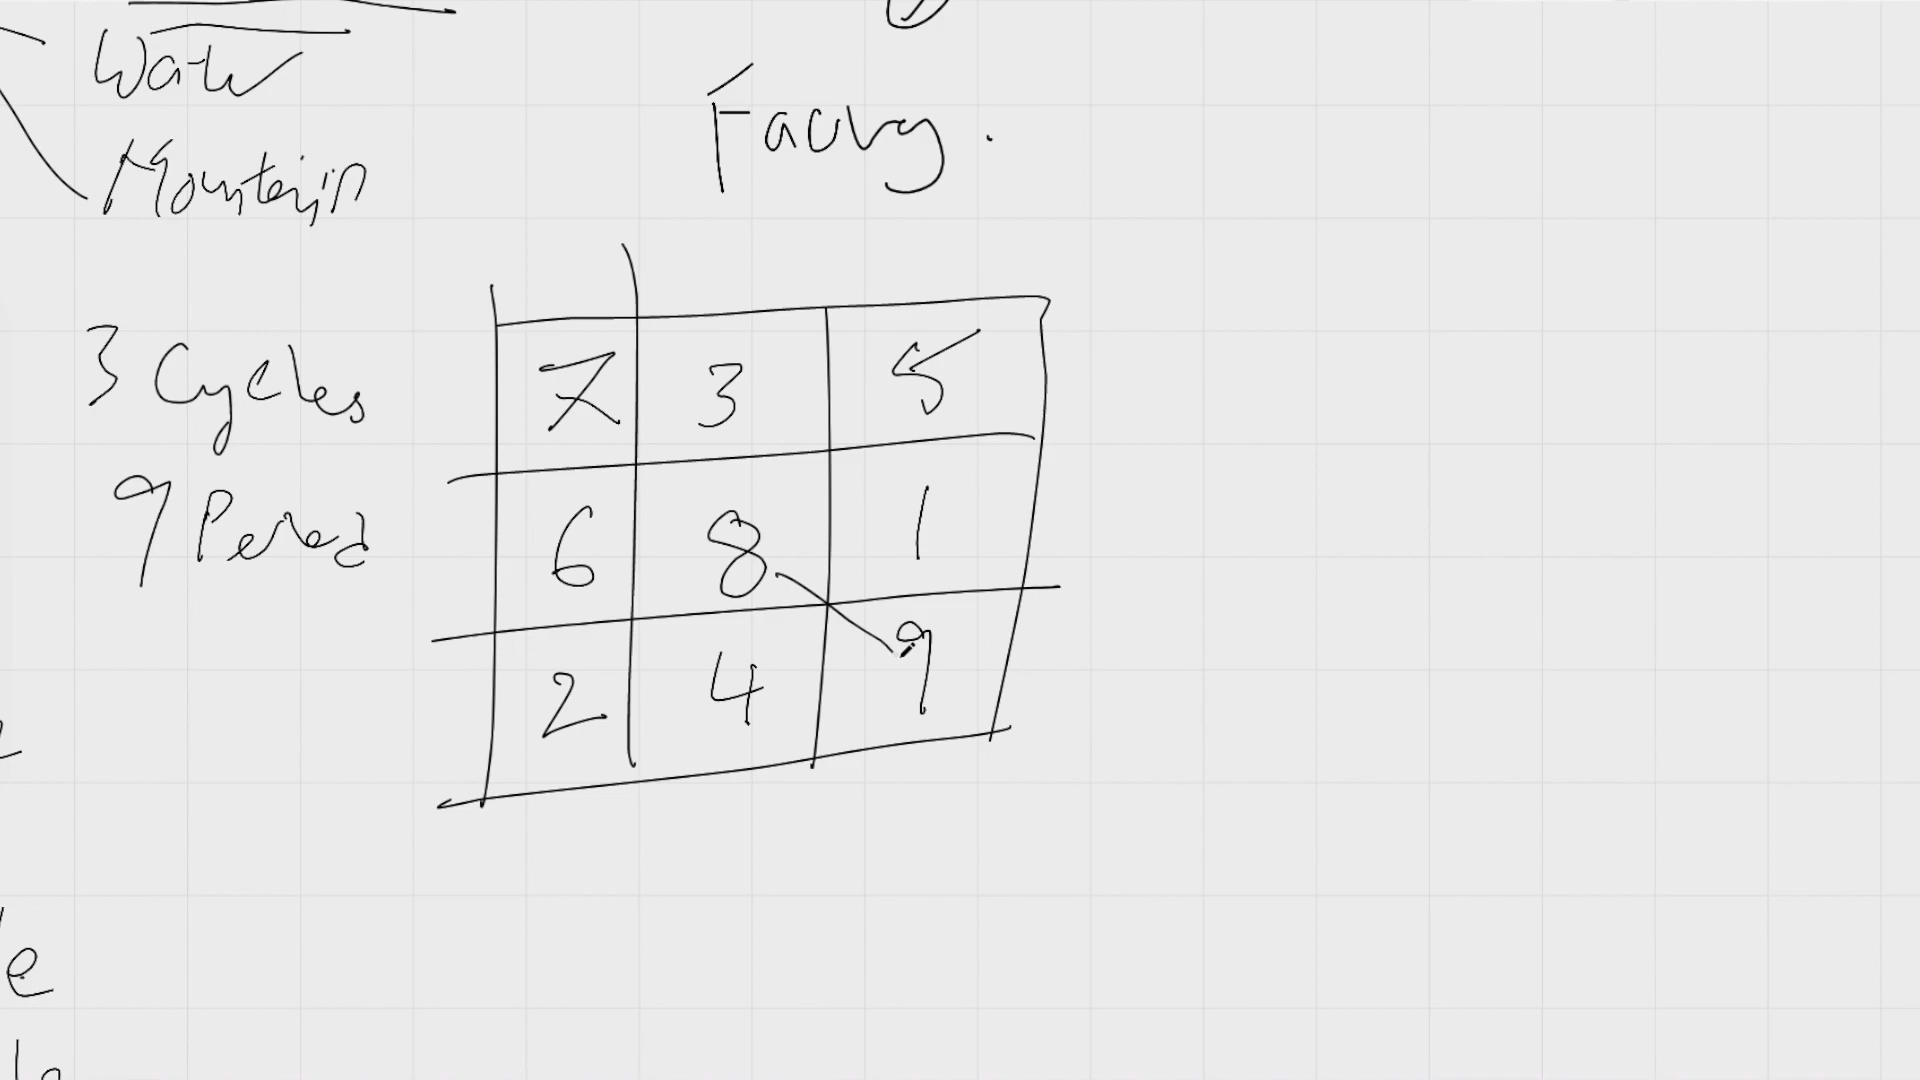 Water
Mountain
Facing.
3 Cycles
9 Period
7 3 5
6 8 1
2 4 9
e